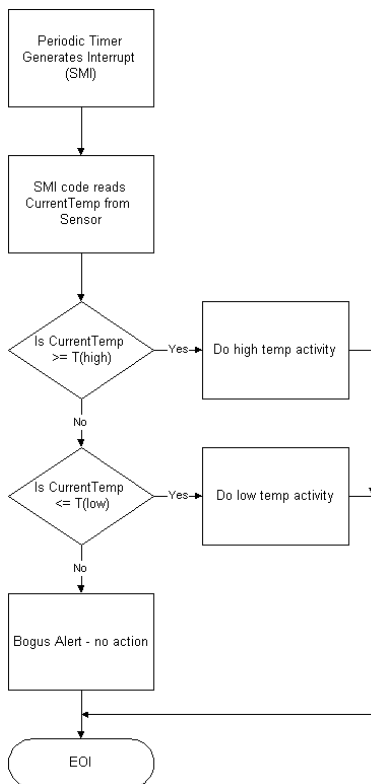 Periodic Timer
Generates Interrupt
(SMI)
SMI code reads
CurrentTemp from
Sensor
Is CurrentTemp
>= T(high)
Yes
Do high temp activity
No
Is CurrentTemp
<= T(low)
Yes
Do low temp activity
No
Bogus Alert - no action
EOI